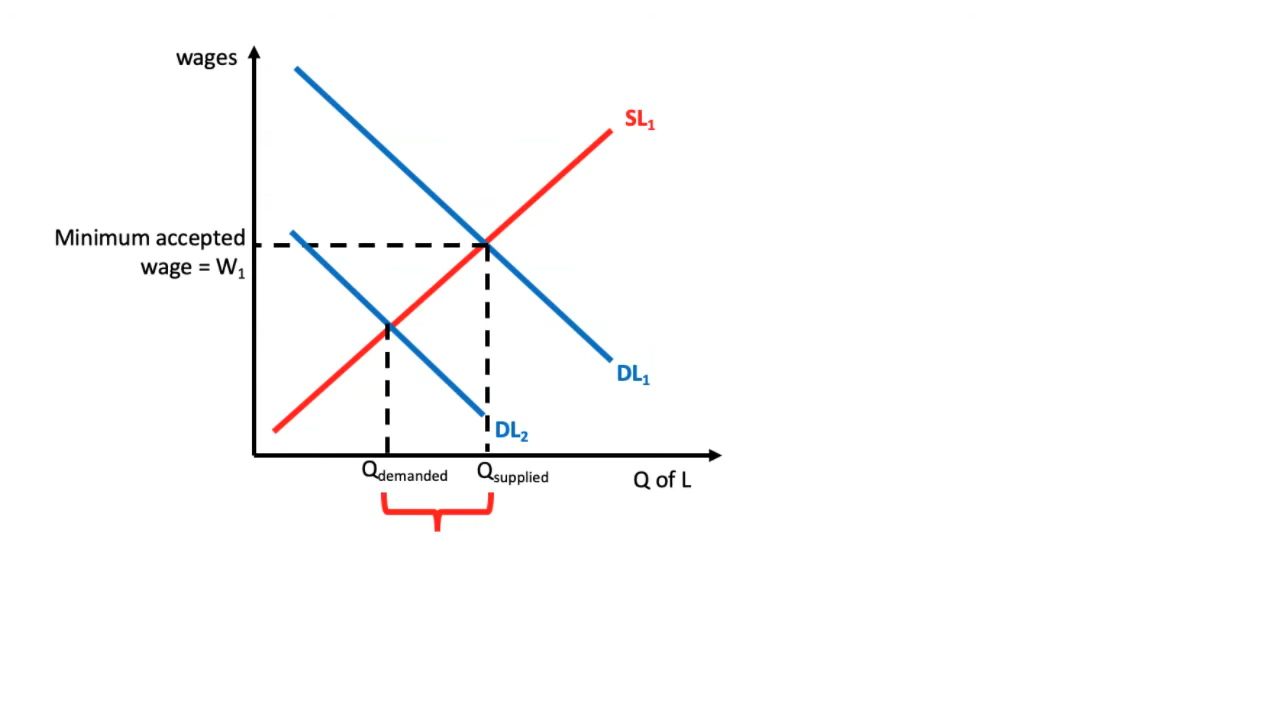 wages
SL₁
Minimum accepted
wage = W₁
DL₁
DL₂
Qdemanded
Qsupplied
Q of L